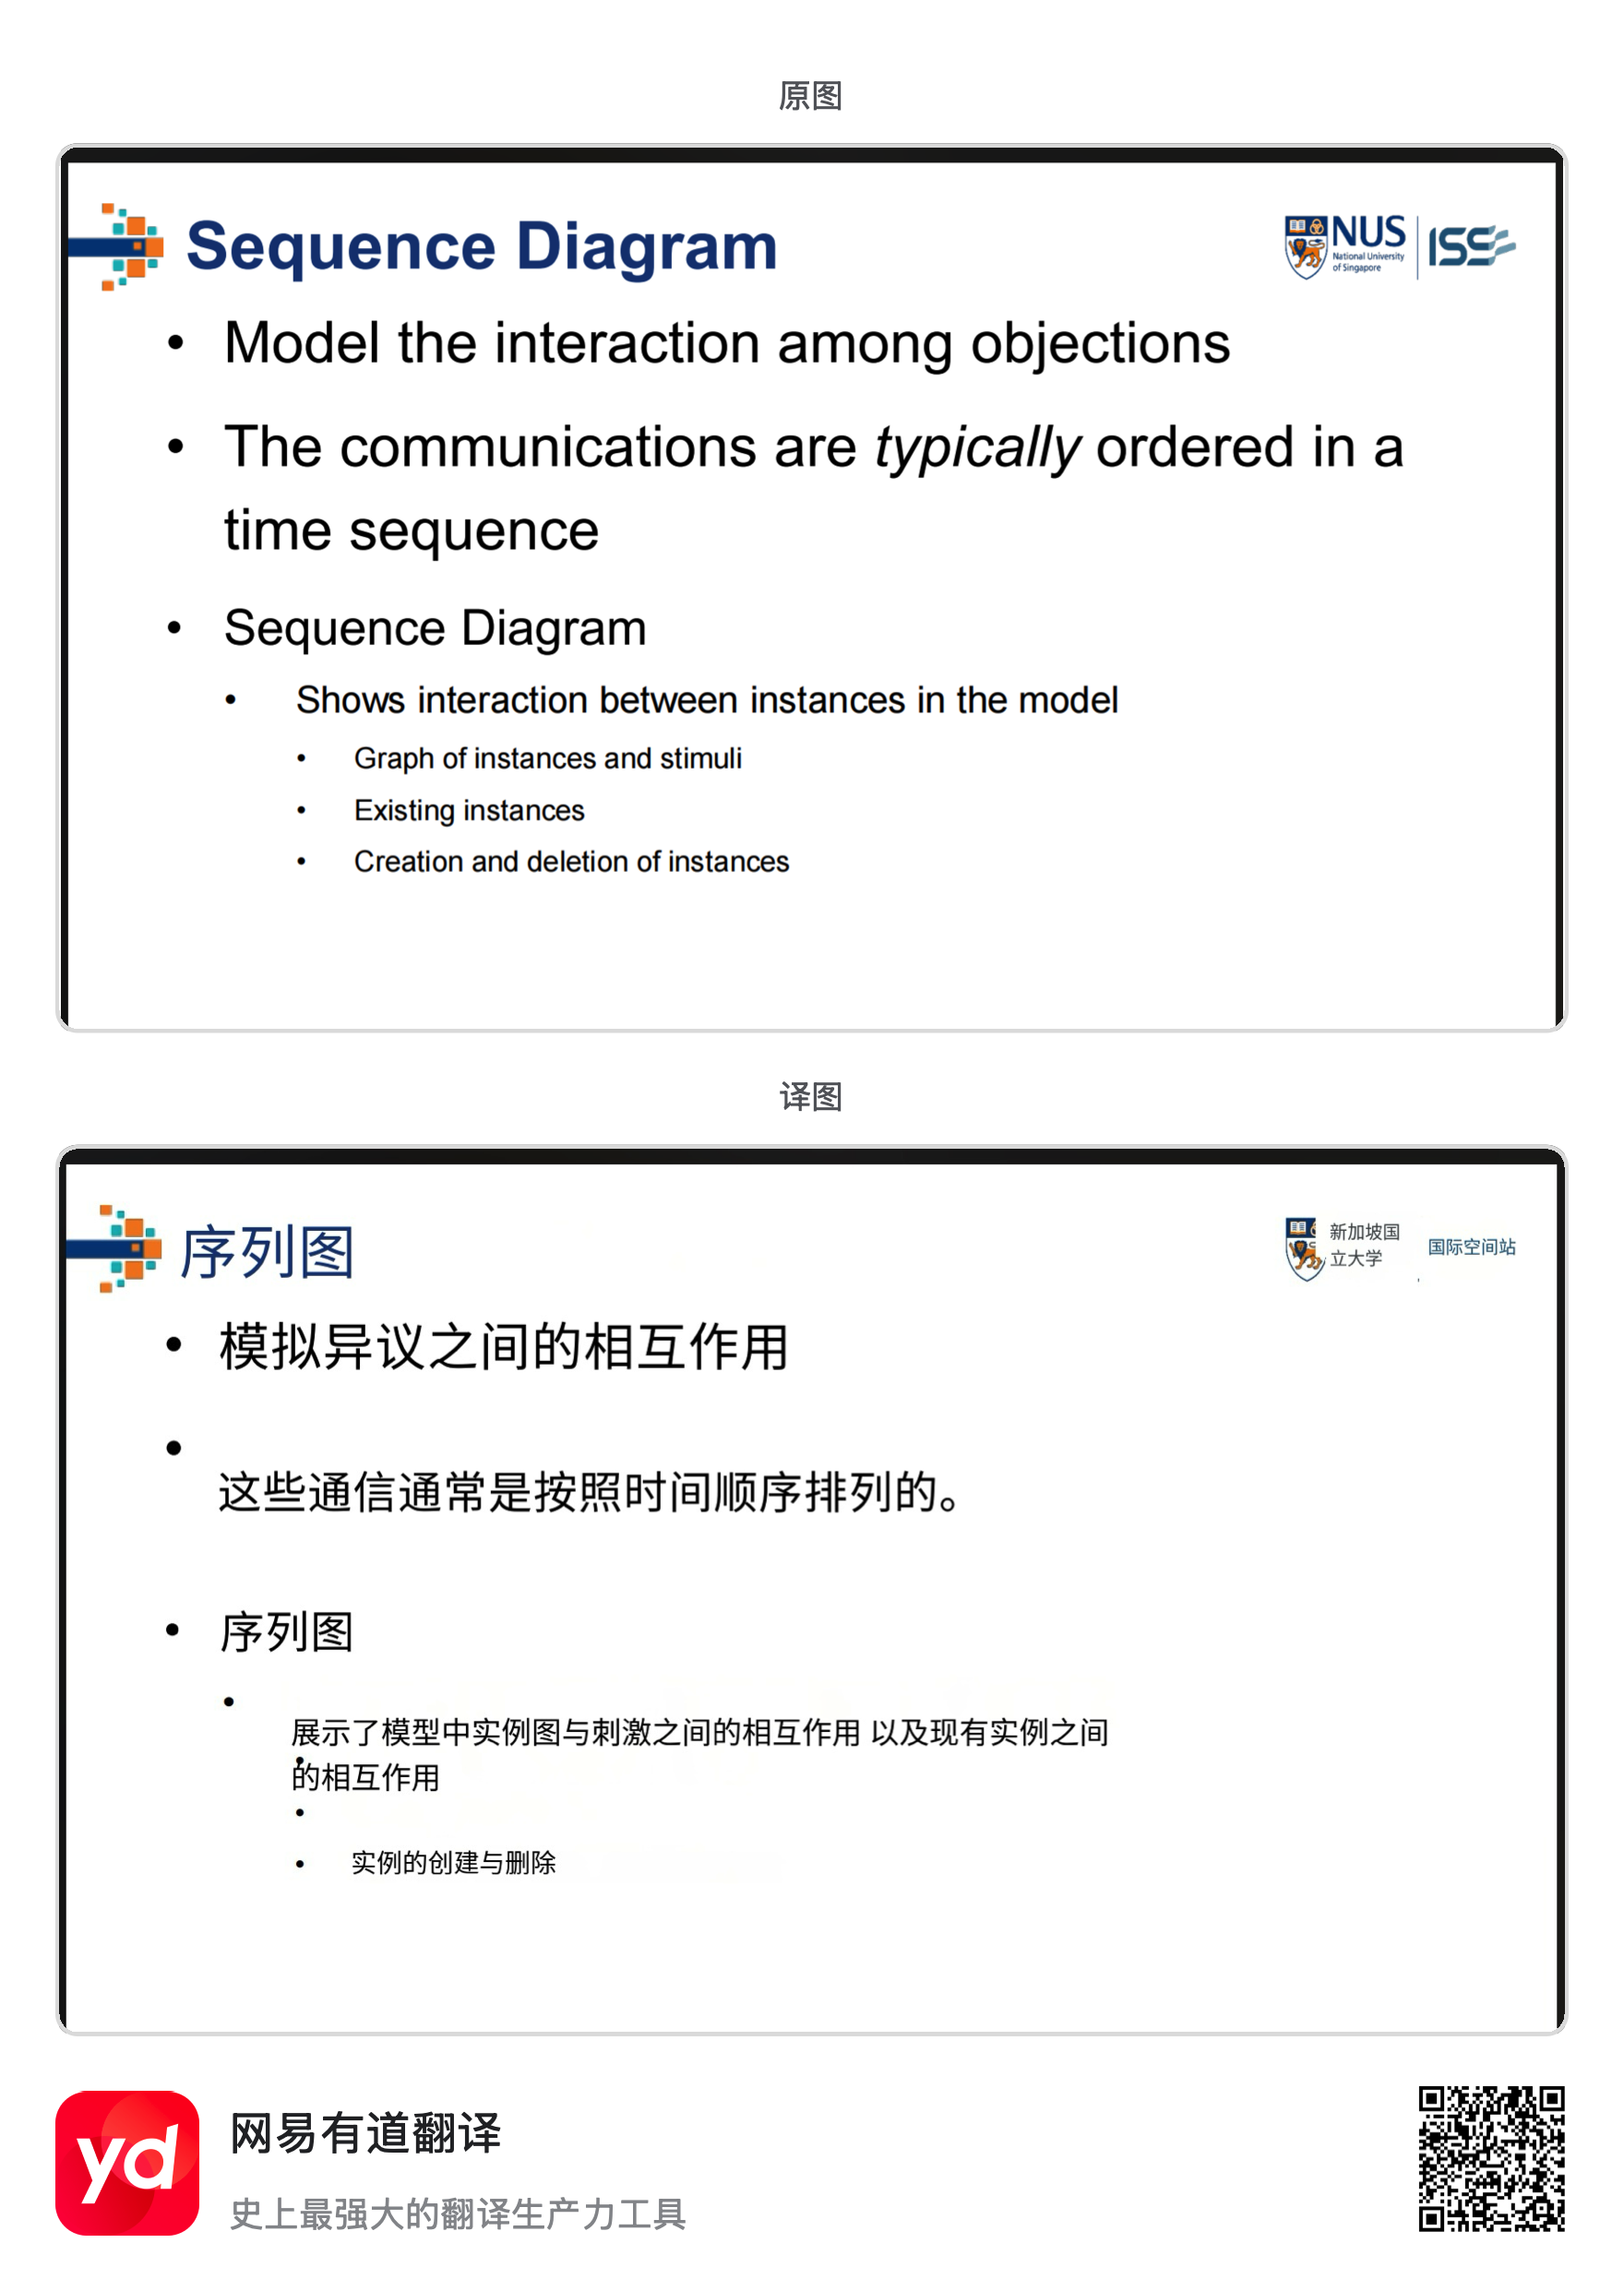 原图
Sequence Diagram
NUS
National University
of Singapore
ISS
• Model the interaction among objections
• The communications are typically ordered in a
time sequence
• Sequence Diagram
• Shows interaction between instances in the model
• Graph of instances and stimuli
• Existing instances
• Creation and deletion of instances
译图
序列图
新加坡国
立大学
国际空间站
• 模拟异议之间的相互作用
•
这些通信通常是按照时间顺序排列的。
• 序列图
•
展示了模型中实例图与刺激之间的相互作用 以及现有实例之间
•
的相互作用
•
• 实例的创建与删除
yd
网易有道翻译
史上最强大的翻译生产力工具